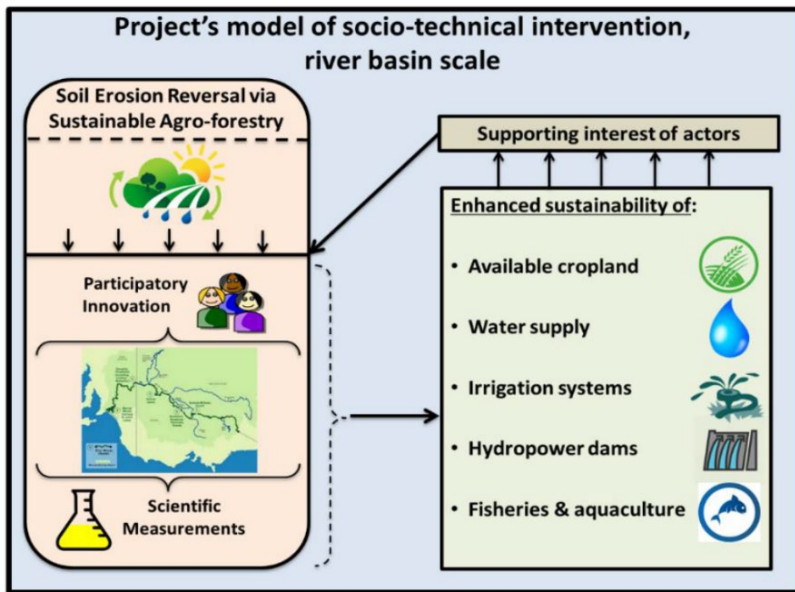 Project's model of socio-technical intervention,
river basin scale
Soil Erosion Reversal via
Sustainable Agro-forestry
Participatory
Innovation
Scientific
Measurements
Supporting interest of actors
Enhanced sustainability of:
• Available cropland
• Water supply
• Irrigation systems
• Hydropower dams
• Fisheries & aquaculture